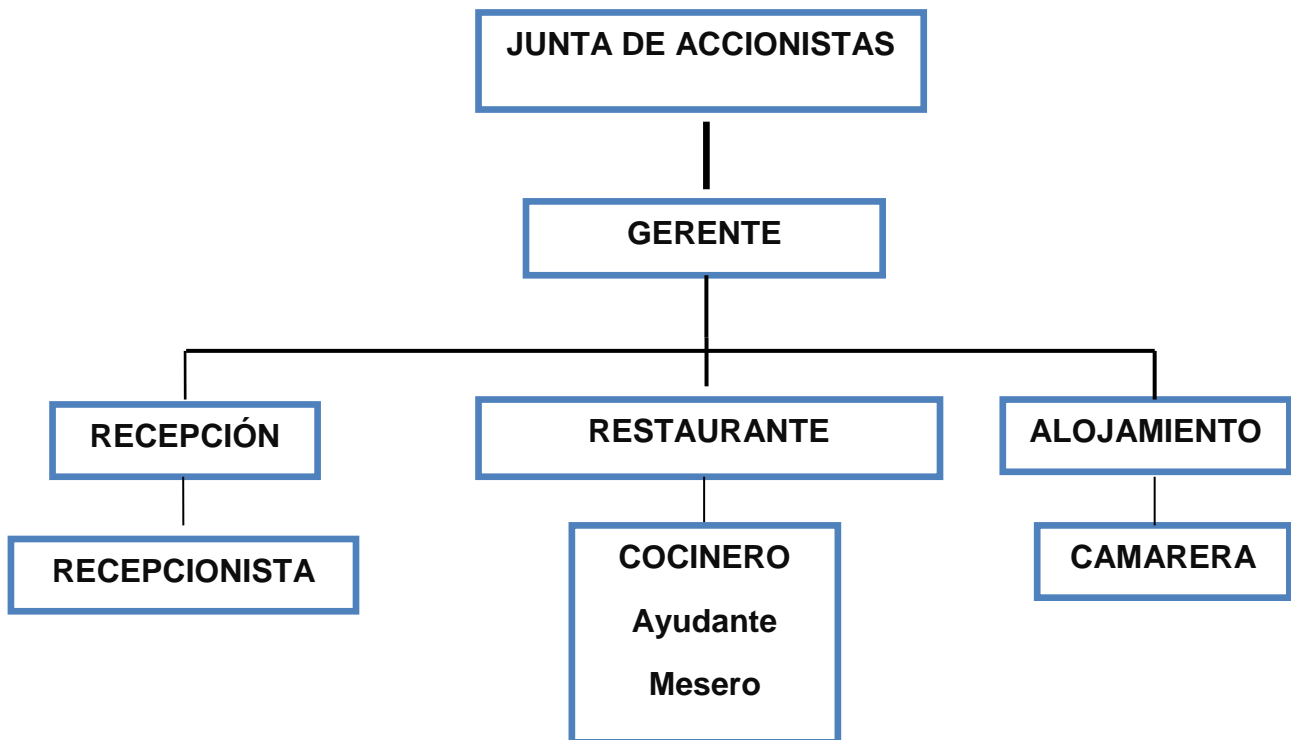 JUNTA DE ACCIONISTAS
GERENTE
RECEPCIÓN
RESTAURANTE
ALOJAMIENTO
RECEPCIONISTA
COCINERO
Ayudante
Mesero
CAMARERA